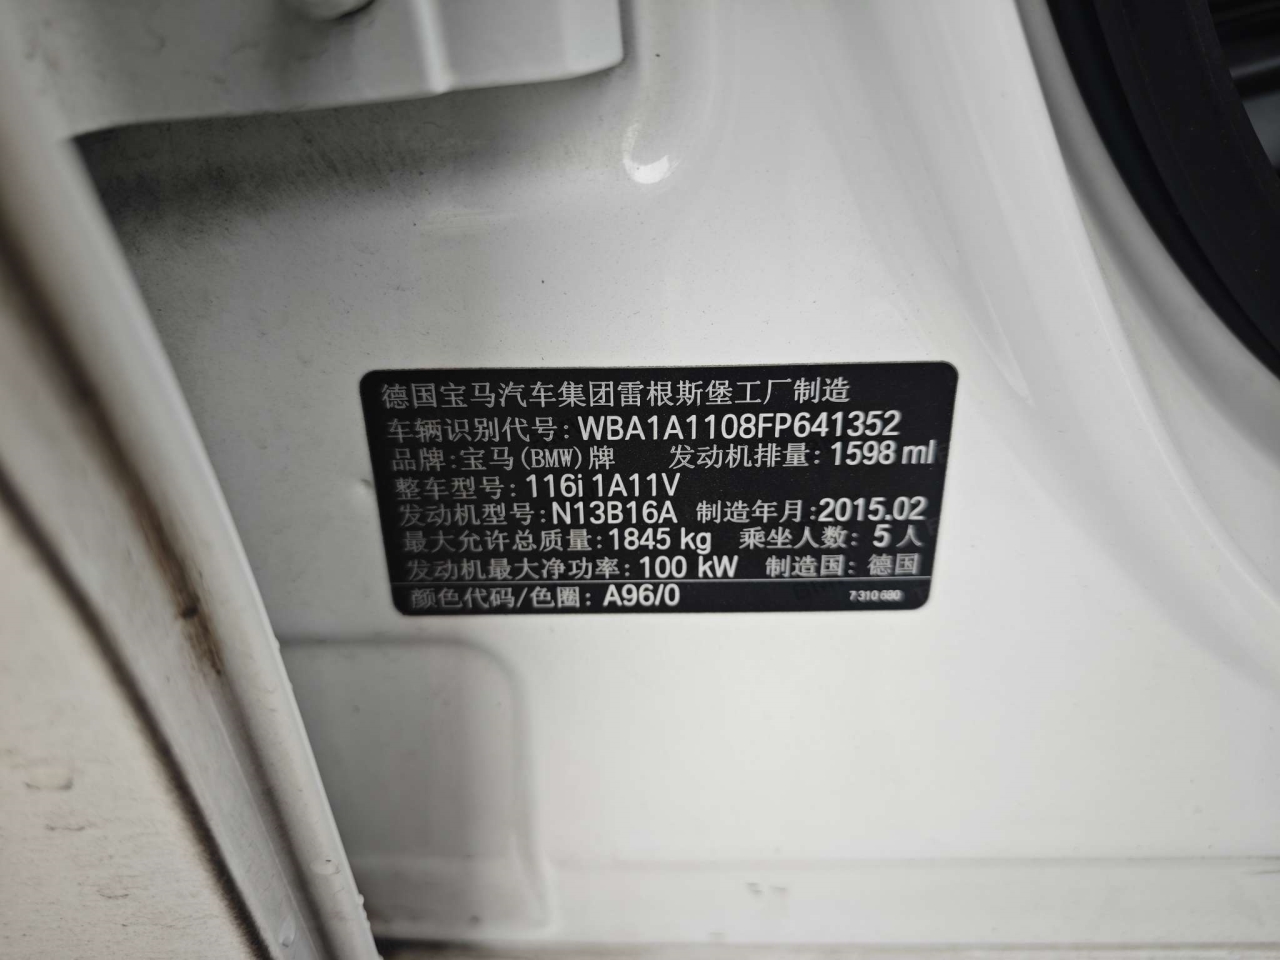 德国宝马汽车集团雷根斯堡工厂制造
车辆识别代号: WBA1A1108FP641352
品牌: 宝马(BMW)牌 发动机排量: 1598 ml
整车型号: 116i 1A11V
发动机型号: N13B16A 制造年月: 2015.02
最大允许总质量: 1845 kg 乘坐人数: 5 人
发动机最大净功率: 100 kW 制造国: 德国
颜色代码/色圈: A96/0 7 310 680